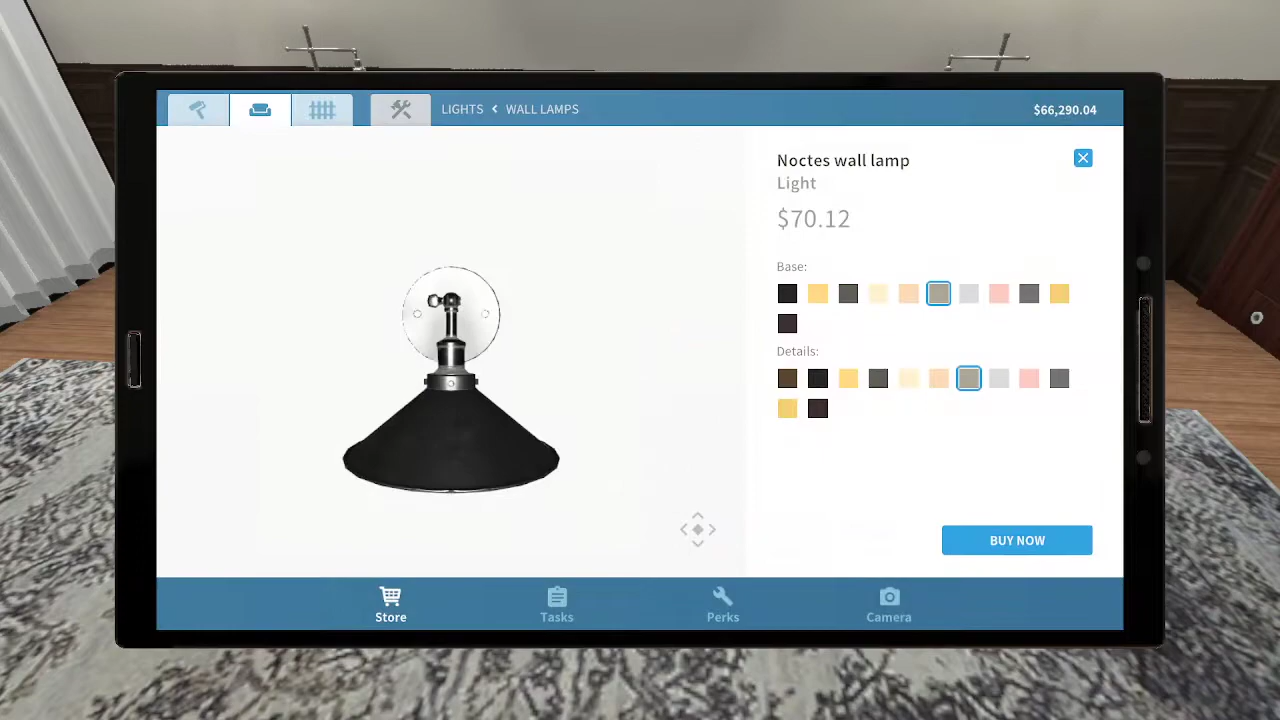 LIGHTS < WALL LAMPS
$66,290.04
Noctes wall lamp
Light
$70.12
Base:
Details:
BUY NOW
Store
Tasks
Perks
Camera